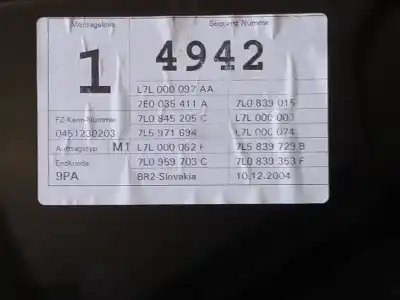 Montagelinie Sequenz Nummer
1 4942
L7L 000 097 AA
7E0 035 411 A 7L0 839 015
FZ-Kenn-Nummer 7L0 845 205 C L7L 000 003
0451230203 7L5 971 694 L7L 000 074
Auftragstyp M1 L7L 000 052 F 7L5 839 729 B
Endkunde 7L0 959 703 C 7L0 839 353 F
9PA BR2-Slovakia 10.12.2004